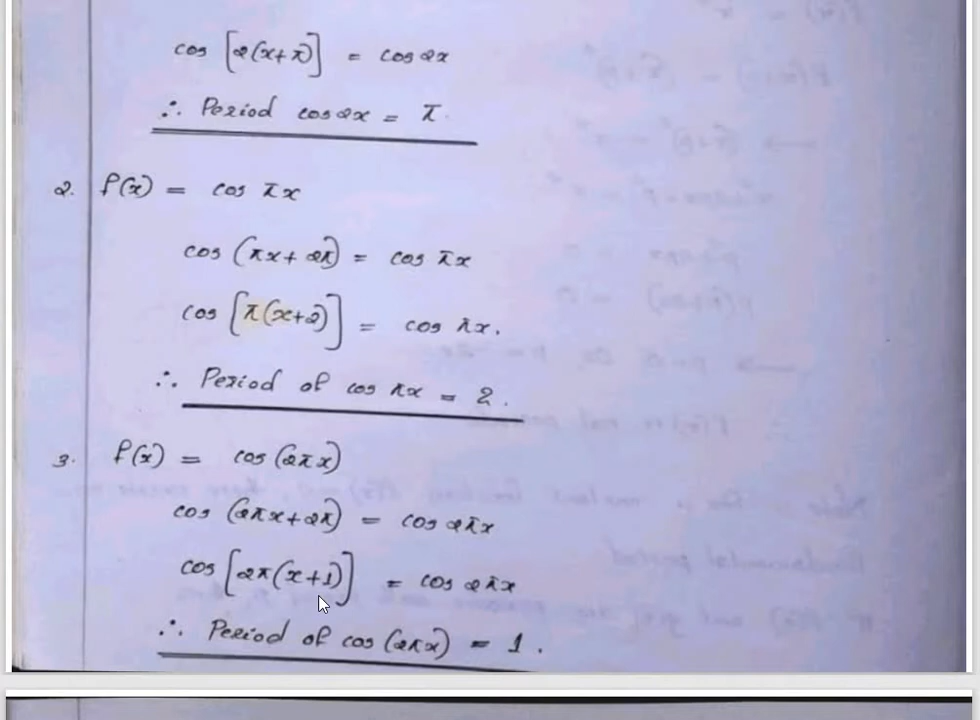 cos [2(x+π)] = cos 2x
∴ Period cos 2x = π.
2. f(x) = cos πx
cos (πx + 2π) = cos πx
cos [π(x+2)] = cos πx.
∴ Period of cos πx = 2.
3. f(x) = cos (2πx)
cos (2πx + 2π) = cos 2πx
cos [2π(x+1)] = cos 2πx
∴ Period of cos (2πx) = 1.